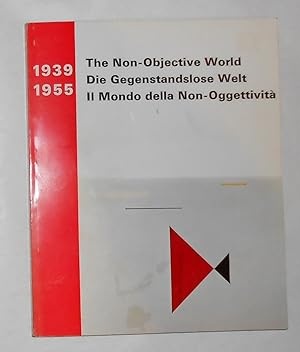 1939
1955
The Non-Objective World
Die Gegenstandslose Welt
Il Mondo della Non-Oggettività